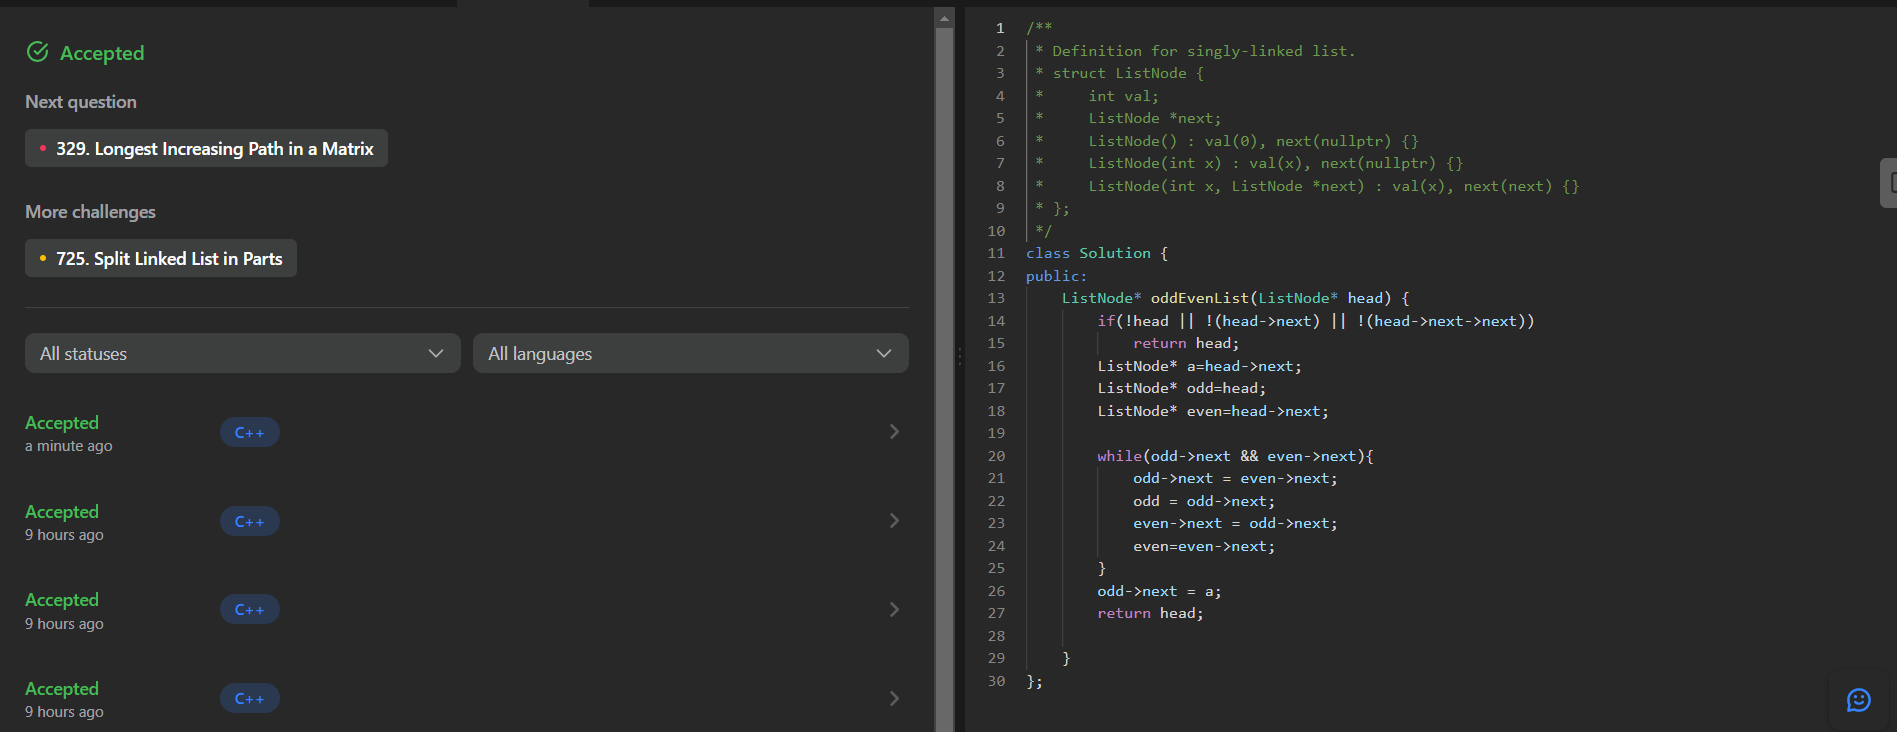 Accepted
Next question
329. Longest Increasing Path in a Matrix
More challenges
725. Split Linked List in Parts
All statuses
All languages
Accepted
a minute ago
C++
Accepted
9 hours ago
C++
Accepted
9 hours ago
C++
Accepted
9 hours ago
C++
1 /**
2  * Definition for singly-linked list.
3  * struct ListNode {
4  *     int val;
5  *     ListNode *next;
6  *     ListNode() : val(0), next(nullptr) {}
7  *     ListNode(int x) : val(x), next(nullptr) {}
8  *     ListNode(int x, ListNode *next) : val(x), next(next) {}
9  * };
10  */
11 class Solution {
12 public:
13     ListNode* oddEvenList(ListNode* head) {
14         if(!head || !(head->next) || !(head->next->next))
15             return head;
16         ListNode* a=head->next;
17         ListNode* odd=head;
18         ListNode* even=head->next;
19
20         while(odd->next && even->next){
21             odd->next = even->next;
22             odd = odd->next;
23             even->next = odd->next;
24             even=even->next;
25         }
26         odd->next = a;
27         return head;
28
29     }
30 };